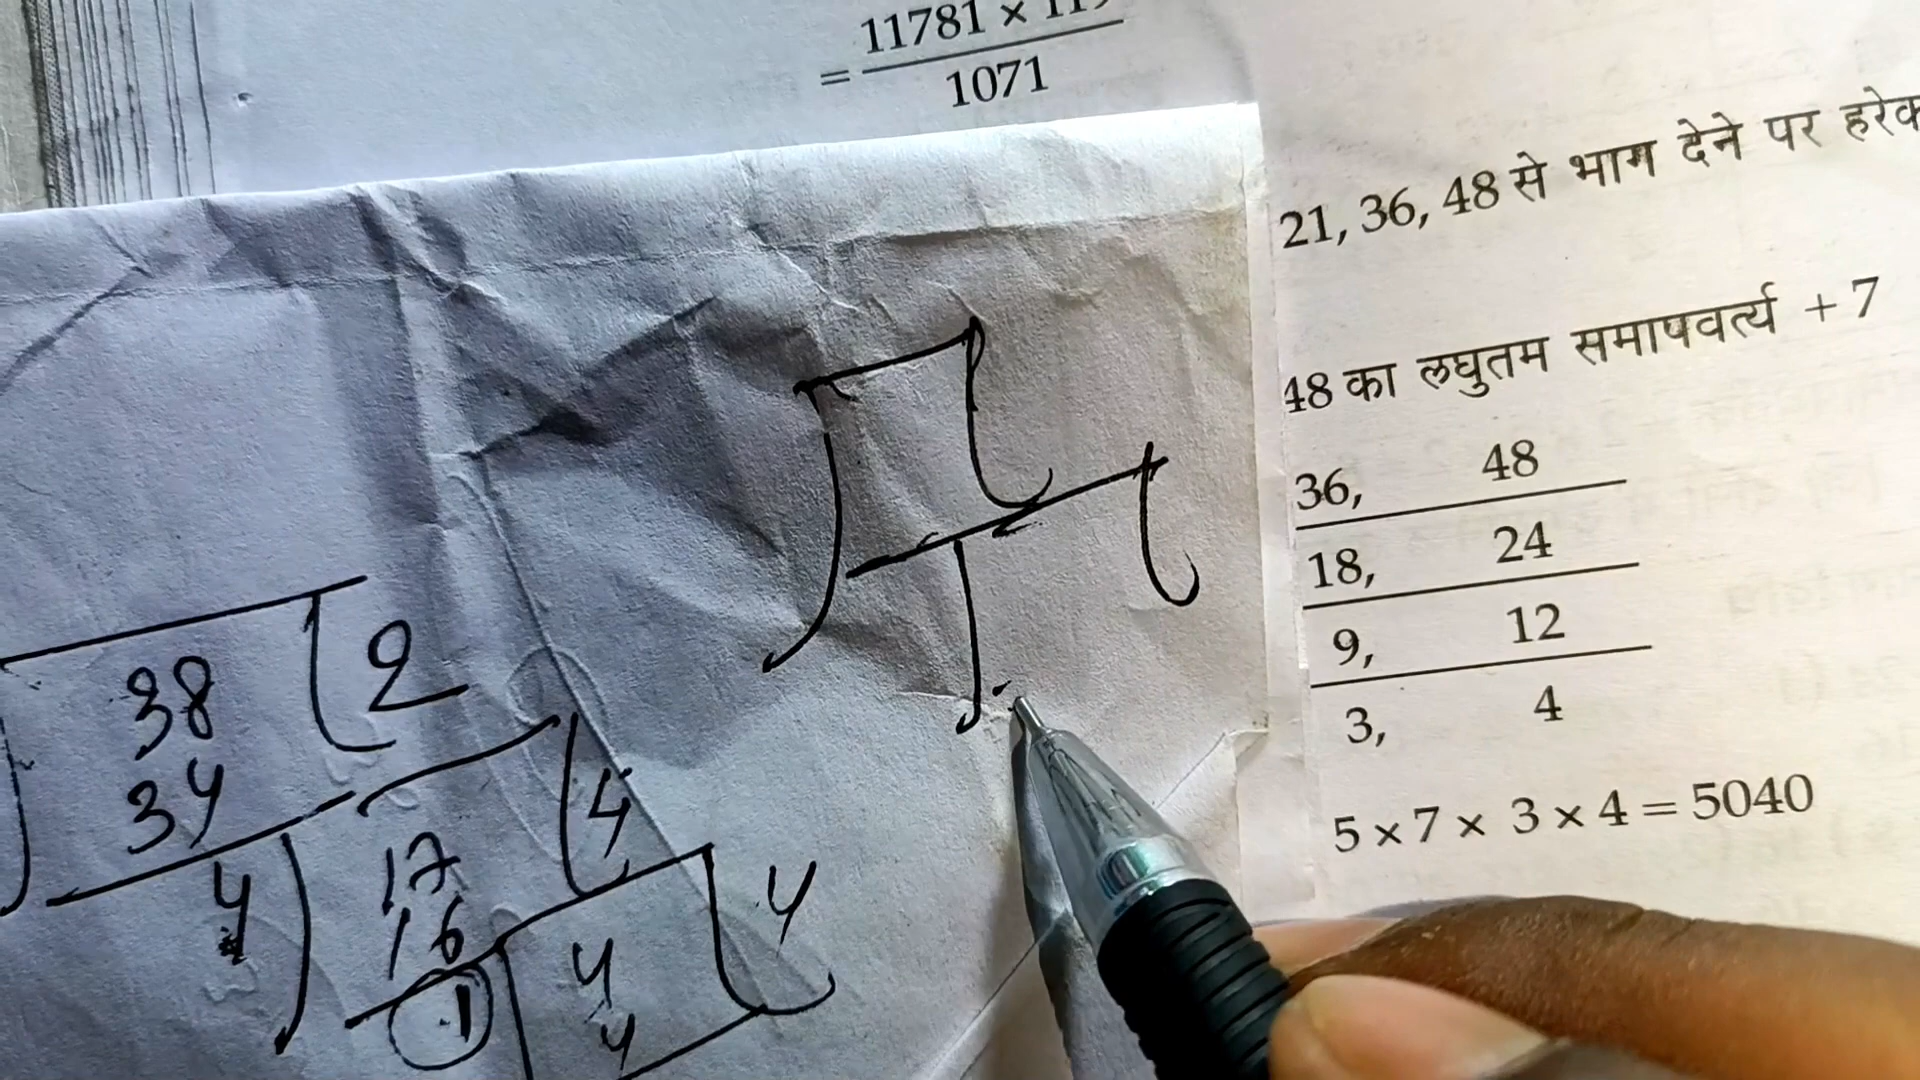 = 11781 × 119
1071
21, 36, 48 से भाग देने पर हरेक
48 का लघुतम समापवर्त्य + 7
36, 48
18, 24
9, 12
3, 4
5 × 7 × 3 × 4 = 5040
38 2
34
4 17 4
16
1 4 4
4